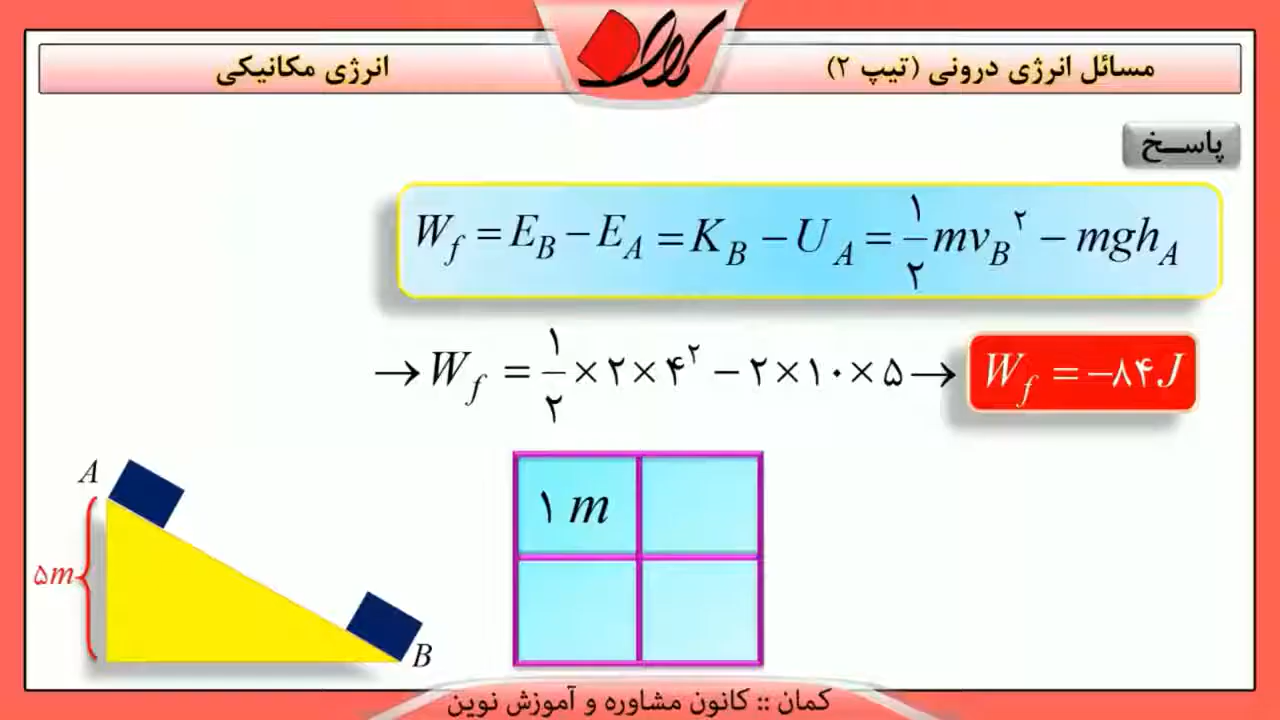 مسائل انرژی درونی (تیپ ۲)
انرژی مکانیکی
پاسـخ
W_f = E_B − E_A = K_B − U_A = ۱/۲ mv_B^۲ − mgh_A
→ W_f = ۱/۲ × ۲ × ۴^۲ − ۲ × ۱۰ × ۵ → W_f = −۸۴J
A
۵m
B
۱ m
کمان :: کانون مشاوره و آموزش نوین